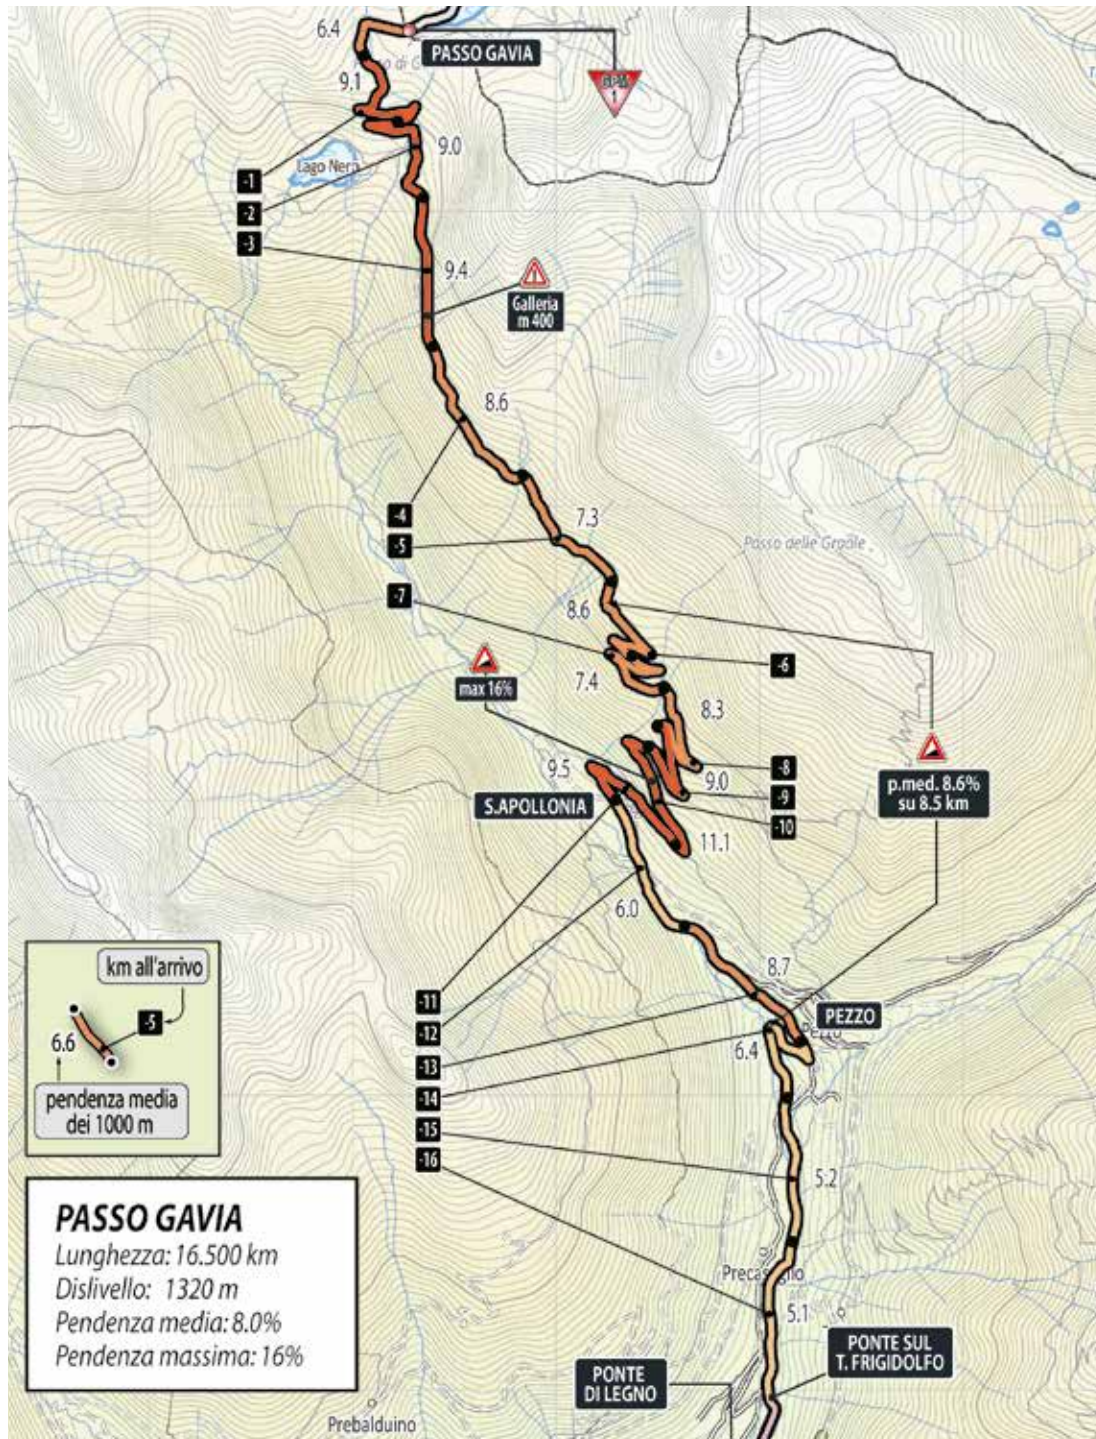 6.4
PASSO GAVIA
GPM
1
9.1
9.0
Lago Nero
-1
-2
-3
9.4
Galleria
m 400
8.6
-4
-5
7.3
Passo delle Graole
-7
8.6
-6
max 16%
7.4
8.3
9.5
-8
9.0
-9
p.med. 8.6%
su 8.5 km
S.APOLLONIA
-10
11.1
6.0
km all'arrivo
8.7
-5
6.6
-11
-12
PEZZO
-13
6.4
pendenza media
dei 1000 m
-14
-15
-16
5.2
PASSO GAVIA
Lunghezza: 16.500 km
Dislivello: 1320 m
Pendenza media: 8.0%
Pendenza massima: 16%
5.1
PONTE SUL
T. FRIGIDOLFO
PONTE
DI LEGNO
Prebalduino